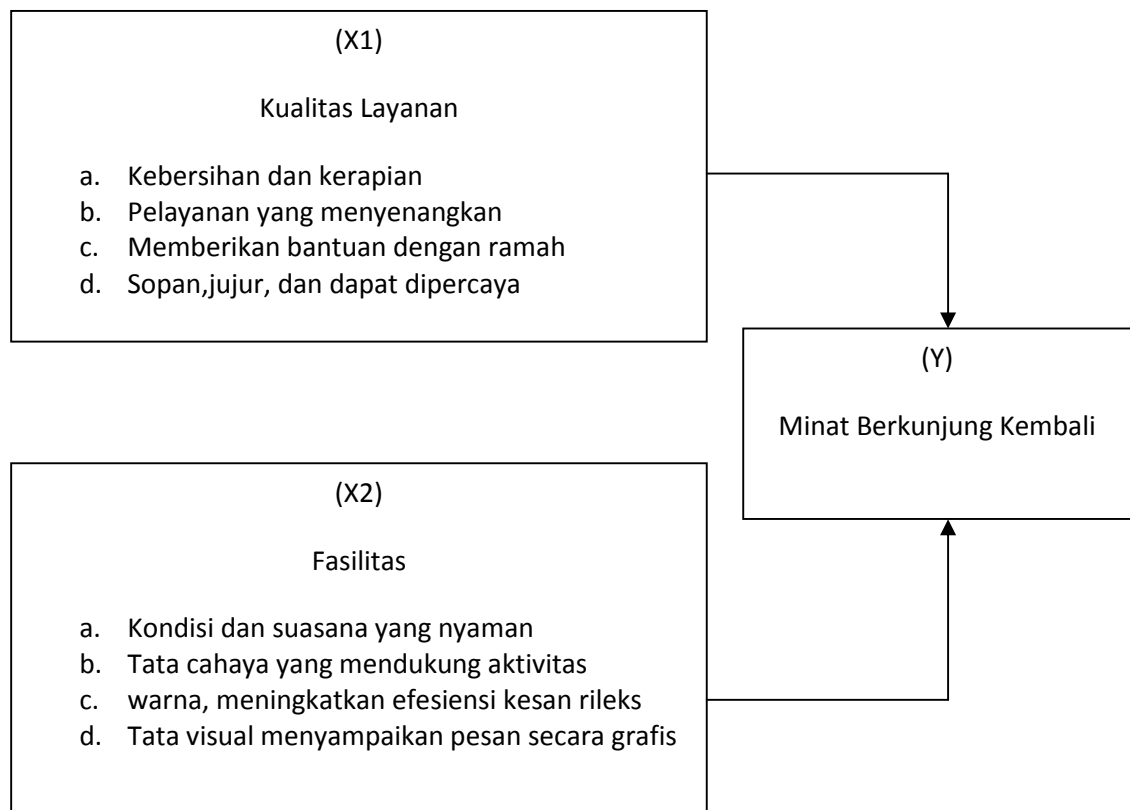 (X1)
Kualitas Layanan
a. Kebersihan dan kerapian
b. Pelayanan yang menyenangkan
c. Memberikan bantuan dengan ramah
d. Sopan,jujur, dan dapat dipercaya
(Y)
Minat Berkunjung Kembali
(X2)
Fasilitas
a. Kondisi dan suasana yang nyaman
b. Tata cahaya yang mendukung aktivitas
c. warna, meningkatkan efesiensi kesan rileks
d. Tata visual menyampaikan pesan secara grafis